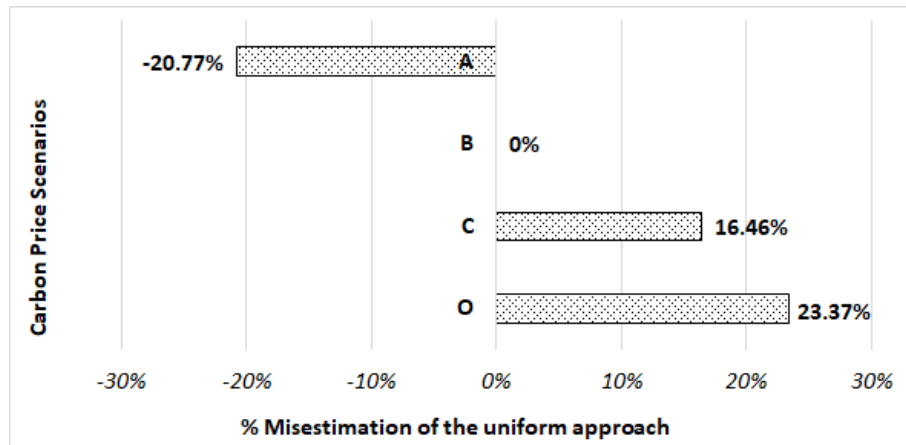 Carbon Price Scenarios
-20.77% A
B 0%
C 16.46%
O 23.37%
-30% -20% -10% 0% 10% 20% 30%
% Misestimation of the uniform approach